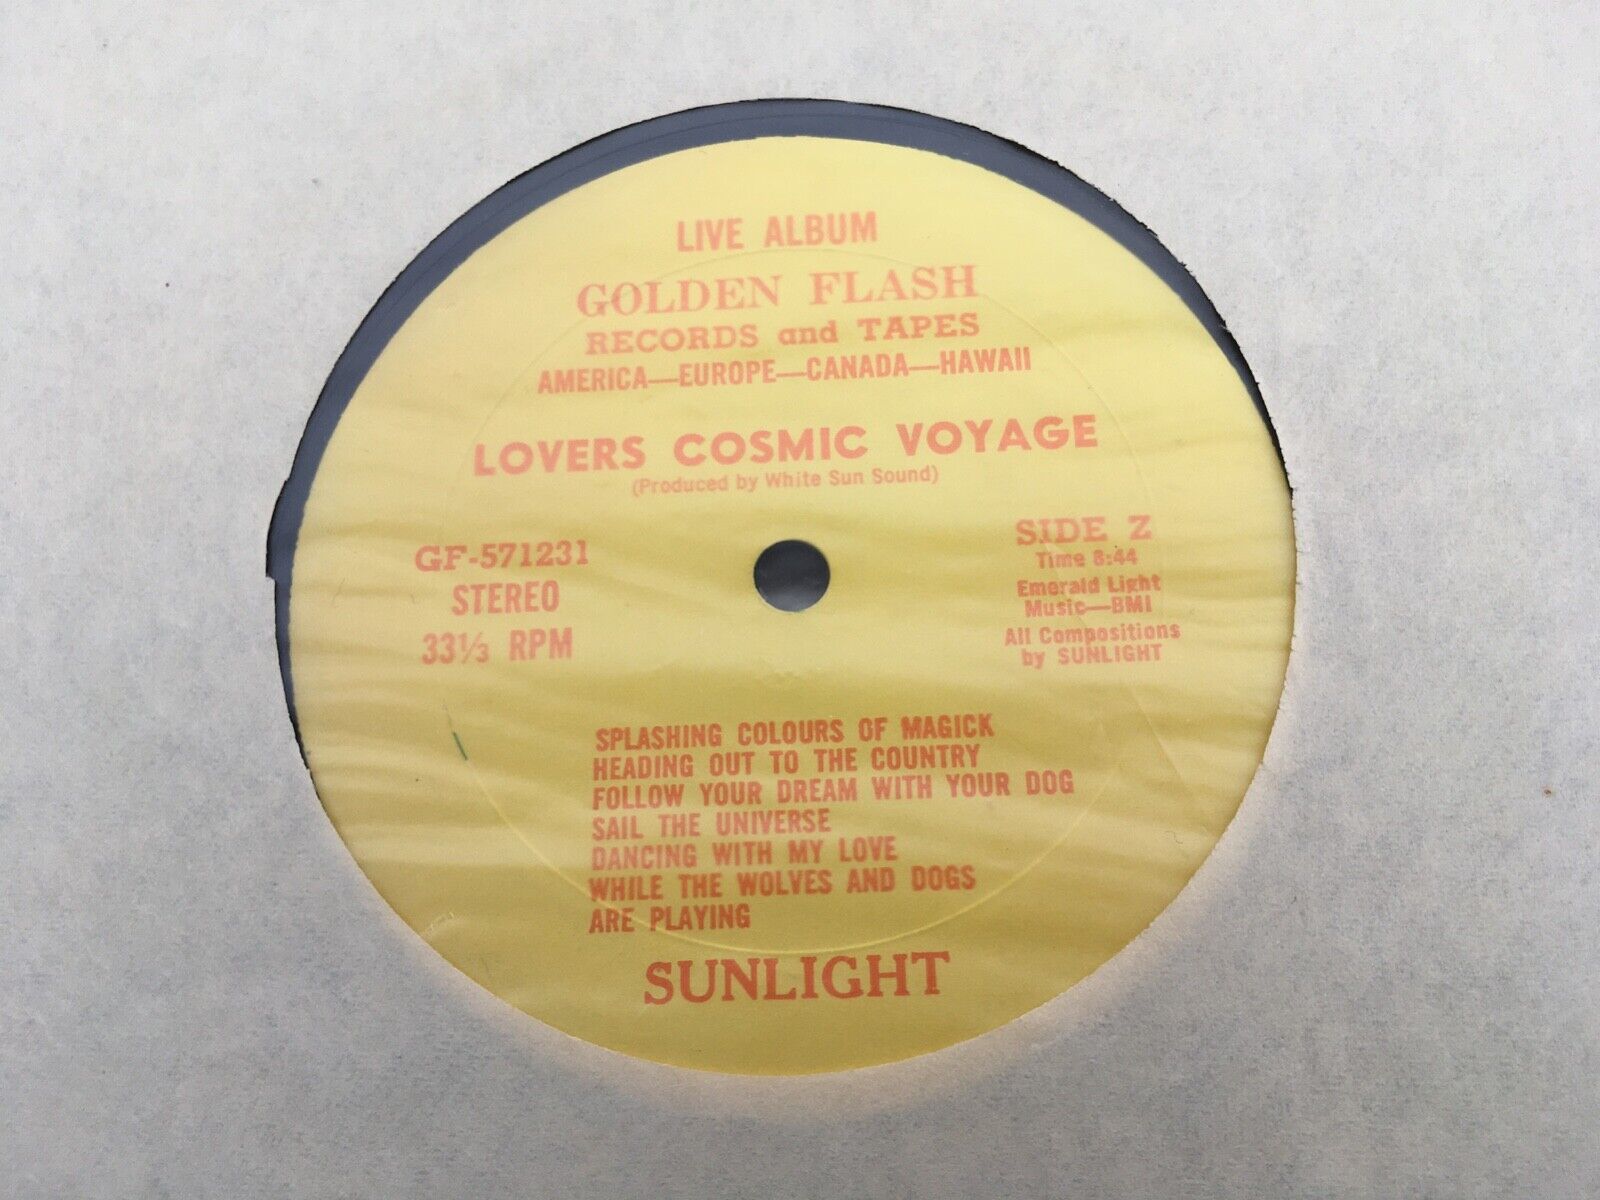 LIVE ALBUM
GOLDEN FLASH
RECORDS and TAPES
AMERICA—EUROPE—CANADA—HAWAII
LOVERS COSMIC VOYAGE
(Produced by White Sun Sound)
GF-571231
STEREO
33⅓ RPM
SIDE Z
Time 8:44
Emerald Light
Music—BMI
All Compositions
by SUNLIGHT
SPLASHING COLOURS OF MAGICK
HEADING OUT TO THE COUNTRY
FOLLOW YOUR DREAM WITH YOUR DOG
SAIL THE UNIVERSE
DANCING WITH MY LOVE
WHILE THE WOLVES AND DOGS
ARE PLAYING
SUNLIGHT